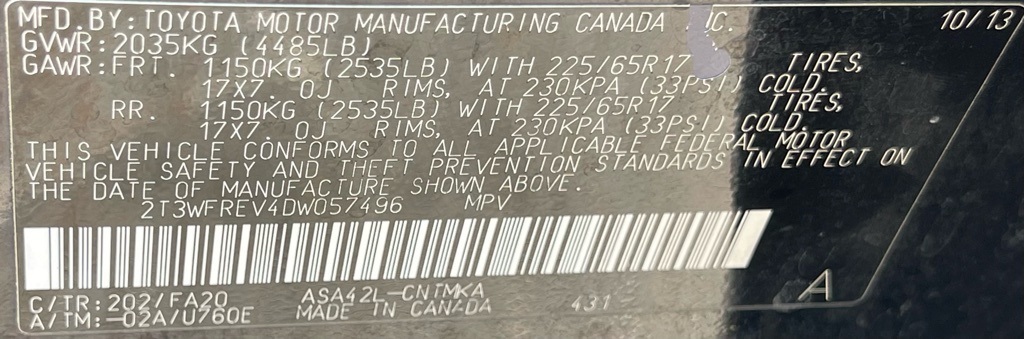 MFD.BY:TOYOTA MOTOR MANUFACTURING CANADA NC. 10/13
GVWR:2035KG (4485LB)
GAWR:FRT. 1150KG (2535LB) WITH 225/65R17 TIRES,
17X7. 0J RIMS, AT 230KPA (33PSI) COLD.
RR. 1150KG (2535LB) WITH 225/65R17 TIRES,
17X7. 0J RIMS, AT 230KPA (33PSI) COLD.
THIS VEHICLE CONFORMS TO ALL APPLICABLE FEDERAL MOTOR
VEHICLE SAFETY AND THEFT PREVENTION STANDARDS IN EFFECT ON
THE DATE OF MANUFACTURE SHOWN ABOVE.
2T3WFREV4DW057496 MPV
C/TR:202/FA20 ASA42L-CNTMKA 431 A
A/TM:-02A/U760E MADE IN CANADA